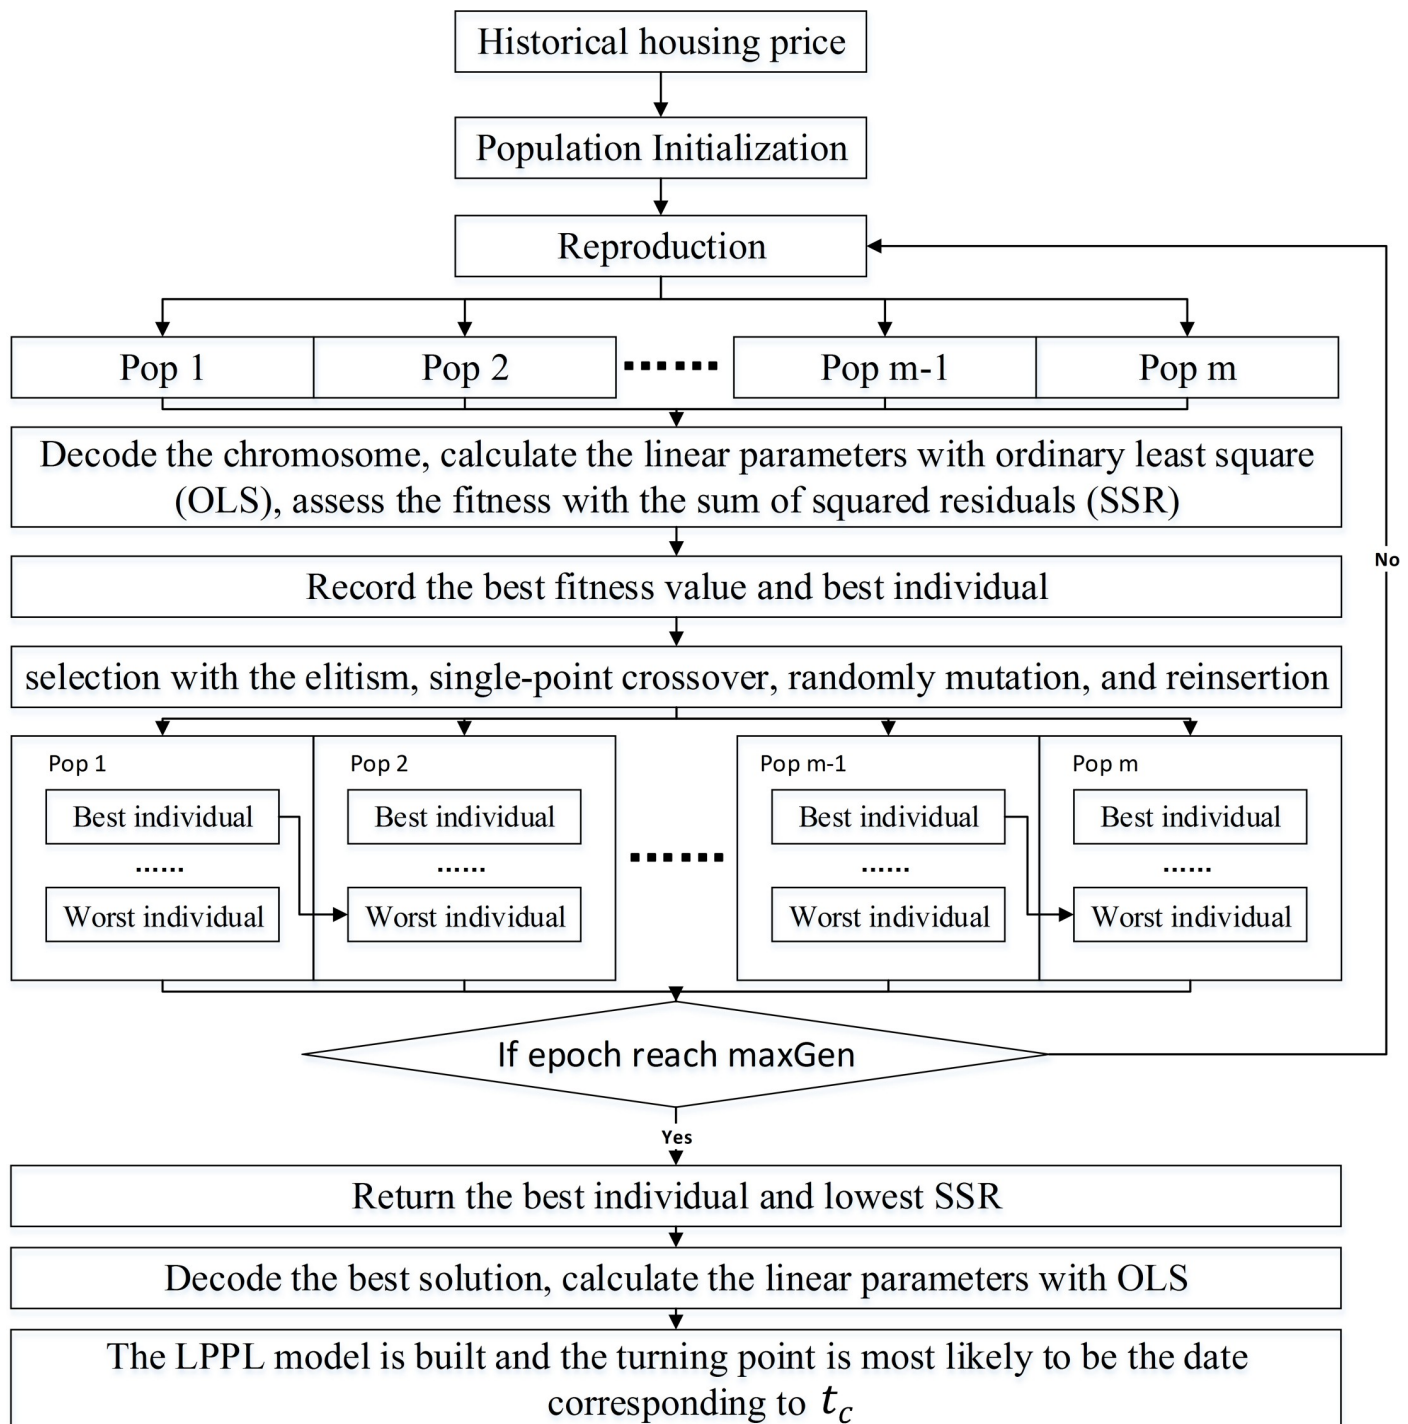 Historical housing price
Population Initialization
Reproduction
Pop 1
Pop 2
Pop m-1
Pop m
Decode the chromosome, calculate the linear parameters with ordinary least square
(OLS), assess the fitness with the sum of squared residuals (SSR)
No
Record the best fitness value and best individual
selection with the elitism, single-point crossover, randomly mutation, and reinsertion
Pop 1
Best individual
......
Worst individual
Pop 2
Best individual
......
Worst individual
......
Pop m-1
Best individual
......
Worst individual
Pop m
Best individual
......
Worst individual
If epoch reach maxGen
Yes
Return the best individual and lowest SSR
Decode the best solution, calculate the linear parameters with OLS
The LPPL model is built and the turning point is most likely to be the date
corresponding to t_c